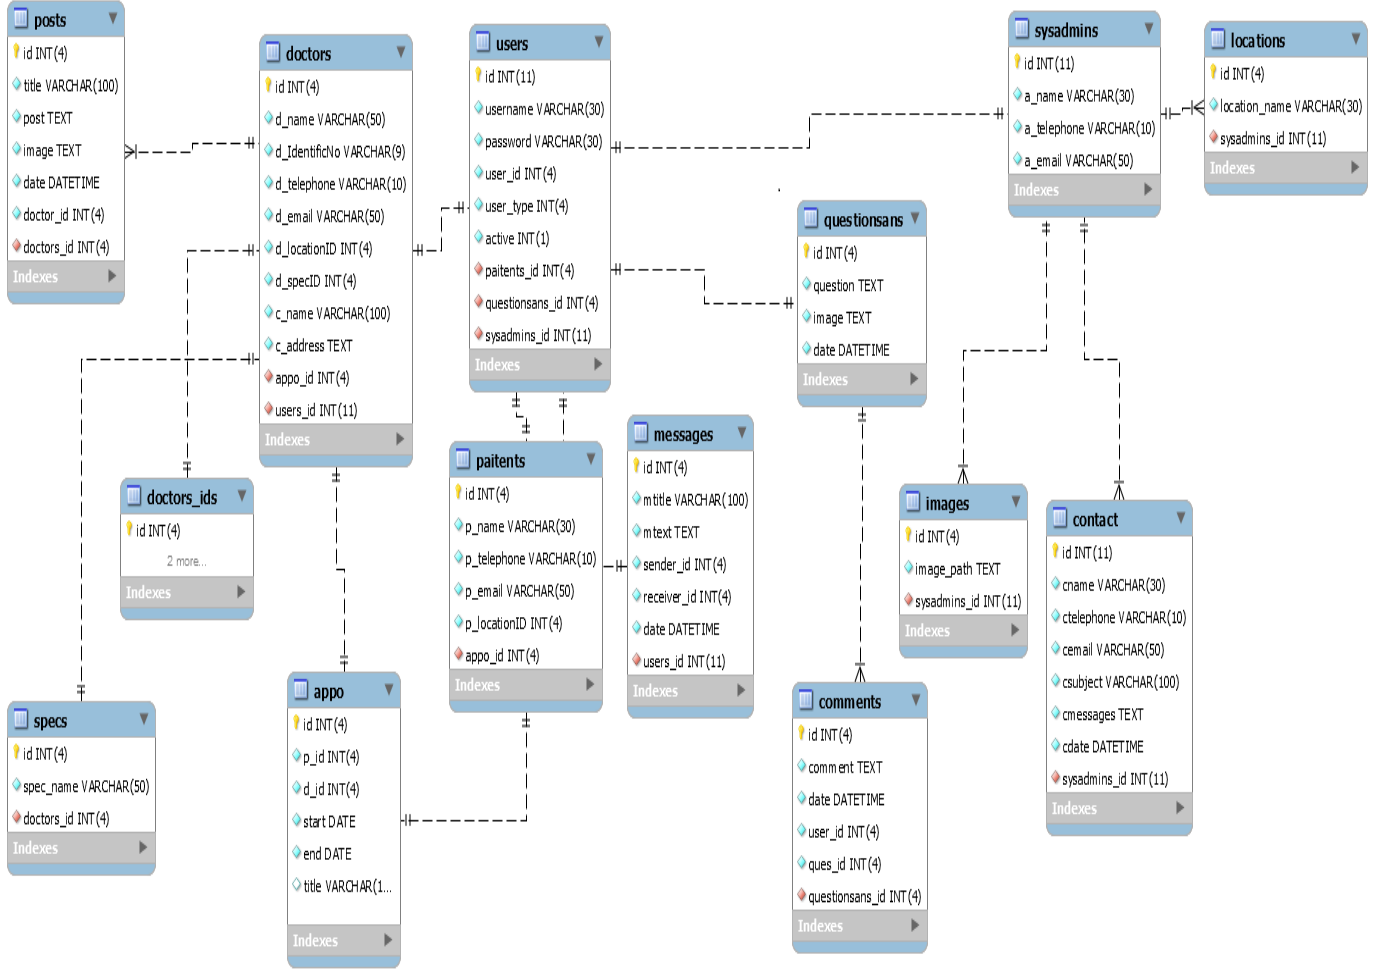 posts
id INT(4)
title VARCHAR(100)
post TEXT
image TEXT
date DATETIME
doctor_id INT(4)
doctors_id INT(4)
Indexes
doctors
id INT(4)
d_name VARCHAR(50)
d_IdentificNo VARCHAR(9)
d_telephone VARCHAR(10)
d_email VARCHAR(50)
d_locationID INT(4)
d_specID INT(4)
c_name VARCHAR(100)
c_address TEXT
appo_id INT(4)
users_id INT(11)
Indexes
users
id INT(11)
username VARCHAR(30)
password VARCHAR(30)
user_id INT(4)
user_type INT(4)
active INT(1)
paitents_id INT(4)
questionsans_id INT(4)
sysadmins_id INT(11)
Indexes
sysadmins
id INT(11)
a_name VARCHAR(30)
a_telephone VARCHAR(10)
a_email VARCHAR(50)
Indexes
locations
id INT(4)
location_name VARCHAR(30)
sysadmins_id INT(11)
Indexes
questionsans
id INT(4)
question TEXT
image TEXT
date DATETIME
Indexes
doctors_ids
id INT(4)
2 more...
Indexes
paitents
id INT(4)
p_name VARCHAR(30)
p_telephone VARCHAR(10)
p_email VARCHAR(50)
p_locationID INT(4)
appo_id INT(4)
Indexes
messages
id INT(4)
mtitle VARCHAR(100)
mtext TEXT
sender_id INT(4)
receiver_id INT(4)
date DATETIME
users_id INT(11)
Indexes
images
id INT(4)
image_path TEXT
sysadmins_id INT(11)
Indexes
contact
id INT(11)
cname VARCHAR(30)
ctelephone VARCHAR(10)
cemail VARCHAR(50)
csubject VARCHAR(100)
cmessages TEXT
cdate DATETIME
sysadmins_id INT(11)
Indexes
specs
id INT(4)
spec_name VARCHAR(50)
doctors_id INT(4)
Indexes
appo
id INT(4)
p_id INT(4)
d_id INT(4)
start DATE
end DATE
title VARCHAR(1...
Indexes
comments
id INT(4)
comment TEXT
date DATETIME
user_id INT(4)
ques_id INT(4)
questionsans_id INT(4)
Indexes